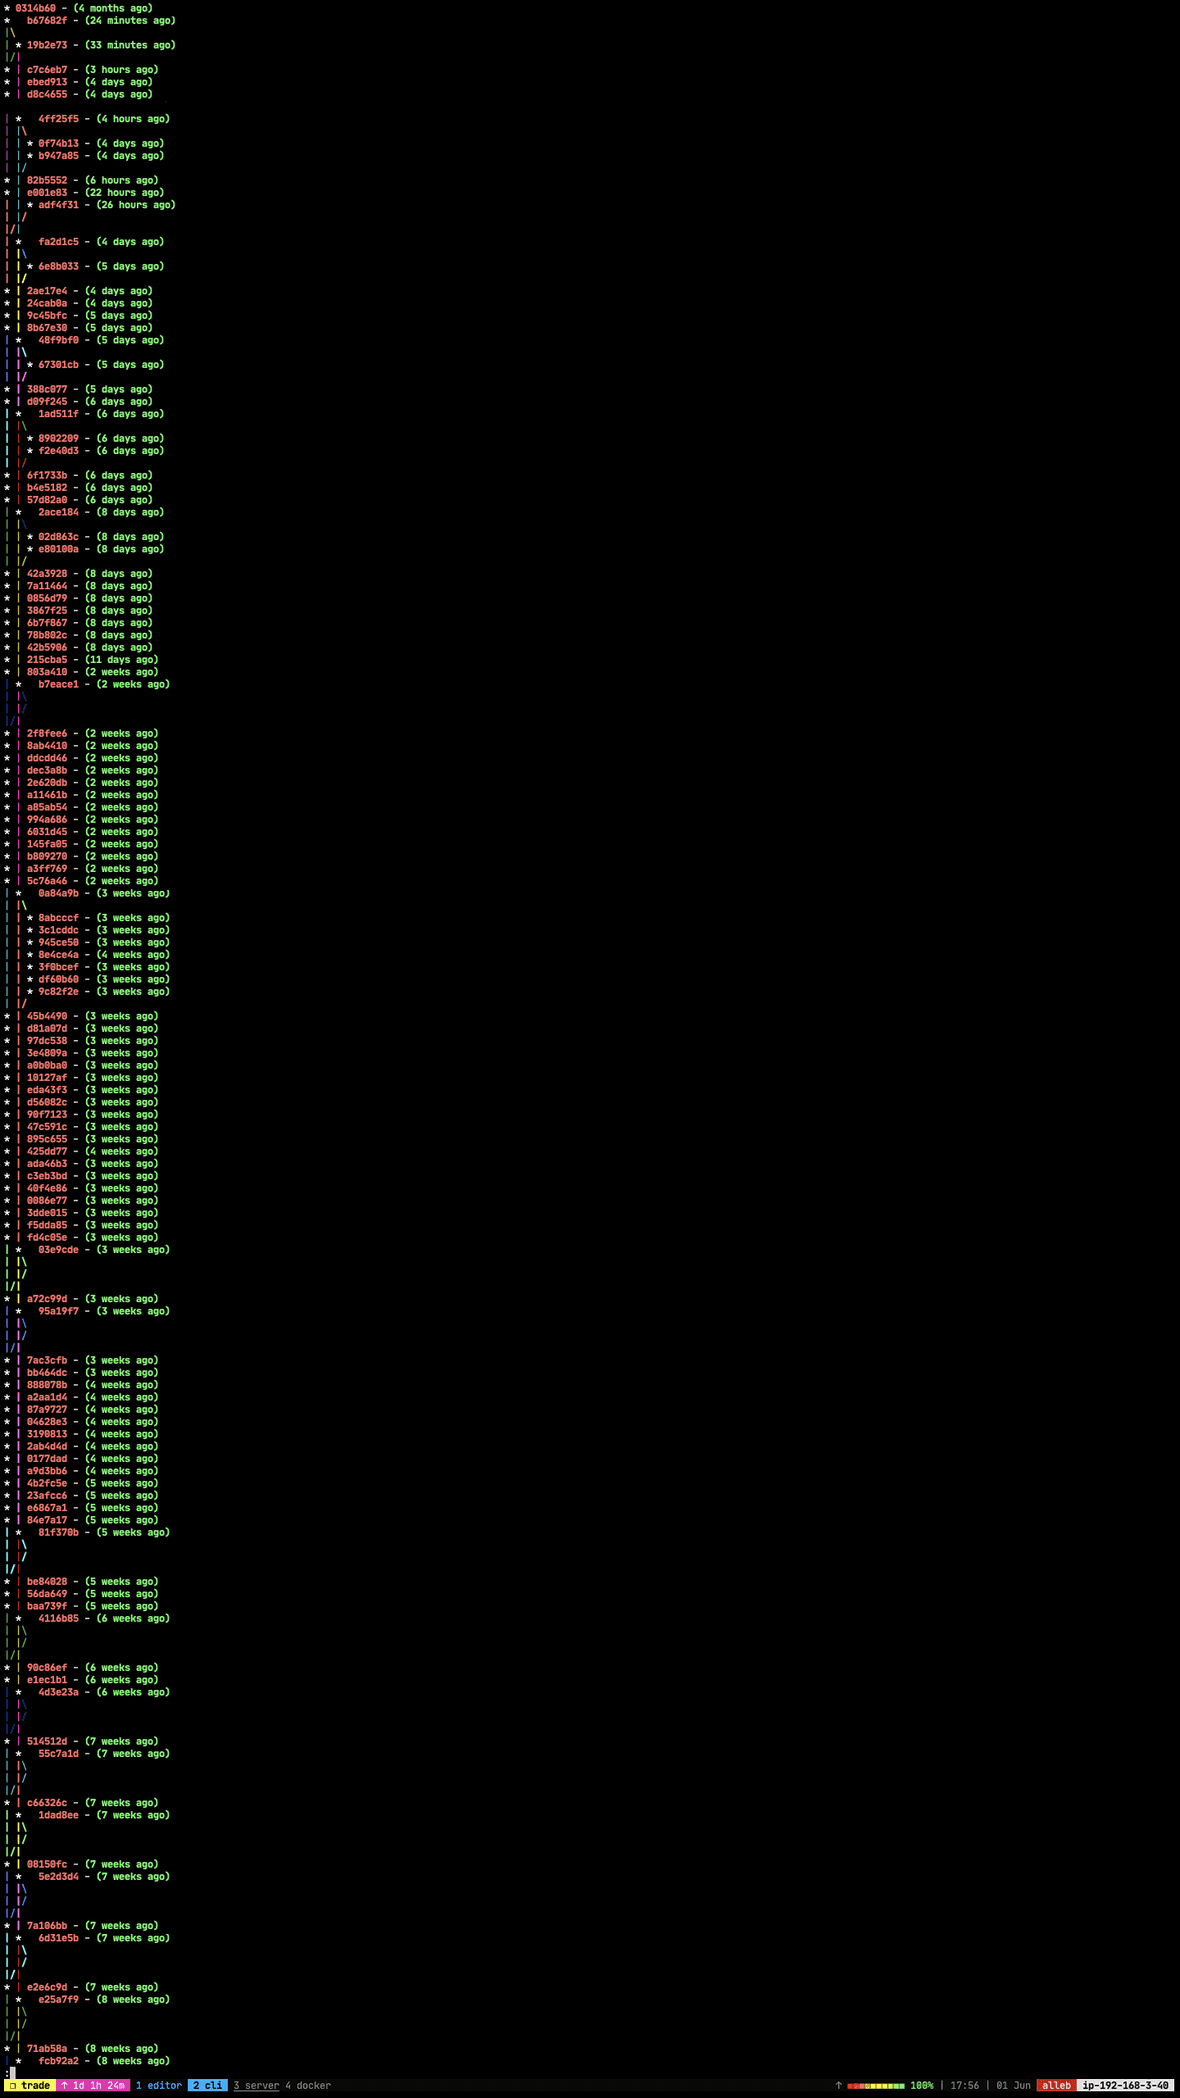 * 0314b60 - (4 months ago)
*   b67682f - (24 minutes ago)
|\
| * 19b2e73 - (33 minutes ago)
|/|
* | c7c6eb7 - (3 hours ago)
* | ebed913 - (4 days ago)
* | d8c4655 - (4 days ago)
| *   4ff25f5 - (4 hours ago)
| |\
| | * 0f74b13 - (4 days ago)
| | * b947a85 - (4 days ago)
| |/
* | 82b5552 - (6 hours ago)
* | e001e83 - (22 hours ago)
| | * adf4f31 - (26 hours ago)
| |/
|/|
| *   fa2d1c5 - (4 days ago)
| |\
| | * 6e8b033 - (5 days ago)
| |/
* | 2ae17e4 - (4 days ago)
* | 24cab0a - (4 days ago)
* | 9c45bfc - (5 days ago)
* | 8b67e30 - (5 days ago)
| *   48f9bf0 - (5 days ago)
| |\
| | * 67301cb - (5 days ago)
| |/
* | 388c077 - (5 days ago)
* | d09f245 - (6 days ago)
| *   1ad511f - (6 days ago)
| |\
| | * 8902209 - (6 days ago)
| | * f2e40d3 - (6 days ago)
| |/
* | 6f1733b - (6 days ago)
* | b4e5182 - (6 days ago)
* | 57d82a0 - (6 days ago)
| *   2ace184 - (8 days ago)
| |\
| | * 02d863c - (8 days ago)
| | * e80100a - (8 days ago)
| |/
* | 42a3928 - (8 days ago)
* | 7a11464 - (8 days ago)
* | 0856d79 - (8 days ago)
* | 3867f25 - (8 days ago)
* | 6b7f867 - (8 days ago)
* | 78b802c - (8 days ago)
* | 42b5906 - (8 days ago)
* | 215cba5 - (11 days ago)
* | 803a410 - (2 weeks ago)
| *   b7eace1 - (2 weeks ago)
| |\
| |/
|/|
* | 2f8fee6 - (2 weeks ago)
* | 8ab4410 - (2 weeks ago)
* | ddcdd46 - (2 weeks ago)
* | dec3a8b - (2 weeks ago)
* | 2e620db - (2 weeks ago)
* | a11461b - (2 weeks ago)
* | a85ab54 - (2 weeks ago)
* | 994a686 - (2 weeks ago)
* | 6031d45 - (2 weeks ago)
* | 145fa05 - (2 weeks ago)
* | b809270 - (2 weeks ago)
* | a3ff769 - (2 weeks ago)
* | 5c76a46 - (2 weeks ago)
| *   0a84a9b - (3 weeks ago)
| |\
| | * 8abcccf - (3 weeks ago)
| | * 3c1cddc - (3 weeks ago)
| | * 945ce50 - (3 weeks ago)
| | * 8e4ce4a - (4 weeks ago)
| | * 3f0bcef - (3 weeks ago)
| | * df60b60 - (3 weeks ago)
| | * 9c82f2e - (3 weeks ago)
| |/
* | 45b4490 - (3 weeks ago)
* | d81a07d - (3 weeks ago)
* | 97dc538 - (3 weeks ago)
* | 3e4809a - (3 weeks ago)
* | a0b0ba0 - (3 weeks ago)
* | 10127af - (3 weeks ago)
* | eda43f3 - (3 weeks ago)
* | d56082c - (3 weeks ago)
* | 90f7123 - (3 weeks ago)
* | 47c591c - (3 weeks ago)
* | 895c655 - (3 weeks ago)
* | 425dd77 - (4 weeks ago)
* | ada46b3 - (3 weeks ago)
* | c3eb3bd - (3 weeks ago)
* | 40f4e86 - (3 weeks ago)
* | 0086e77 - (3 weeks ago)
* | 3dde015 - (3 weeks ago)
* | f5dda85 - (3 weeks ago)
* | fd4c05e - (3 weeks ago)
| *   03e9cde - (3 weeks ago)
| |\
| |/
|/|
* | a72c99d - (3 weeks ago)
| *   95a19f7 - (3 weeks ago)
| |\
| |/
|/|
* | 7ac3cfb - (3 weeks ago)
* | bb464dc - (3 weeks ago)
* | 888078b - (4 weeks ago)
* | a2aa1d4 - (4 weeks ago)
* | 87a9727 - (4 weeks ago)
* | 04628e3 - (4 weeks ago)
* | 3190813 - (4 weeks ago)
* | 2ab4d4d - (4 weeks ago)
* | 0177dad - (4 weeks ago)
* | a9d3bb6 - (4 weeks ago)
* | 4b2fc5e - (5 weeks ago)
* | 23afcc6 - (5 weeks ago)
* | e6867a1 - (5 weeks ago)
* | 84e7a17 - (5 weeks ago)
| *   81f370b - (5 weeks ago)
| |\
| |/
|/|
* | be84028 - (5 weeks ago)
* | 56da649 - (5 weeks ago)
* | baa739f - (5 weeks ago)
| *   4116b85 - (6 weeks ago)
| |\
| |/
|/|
* | 90c86ef - (6 weeks ago)
* | e1ec1b1 - (6 weeks ago)
| *   4d3e23a - (6 weeks ago)
| |\
| |/
|/|
* | 514512d - (7 weeks ago)
| *   55c7a1d - (7 weeks ago)
| |\
| |/
|/|
* | c66326c - (7 weeks ago)
| *   1dad8ee - (7 weeks ago)
| |\
| |/
|/|
* | 08150fc - (7 weeks ago)
| *   5e2d3d4 - (7 weeks ago)
| |\
| |/
|/|
* | 7a106bb - (7 weeks ago)
| *   6d31e5b - (7 weeks ago)
| |\
| |/
|/|
* | e2e6c9d - (7 weeks ago)
| *   e25a7f9 - (8 weeks ago)
| |\
| |/
|/|
* | 71ab58a - (8 weeks ago)
| *   fcb92a2 - (8 weeks ago)
:
❐ trade ↑ 1d 1h 24m 1 editor 2 cli 3 server 4 docker ↑ 100% | 17:56 | 01 Jun alleb ip-192-168-3-40